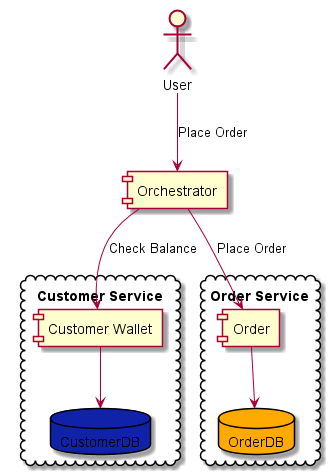 User
Place Order
Orchestrator
Check Balance
Place Order
Customer Service
Order Service
Customer Wallet
Order
CustomerDB
OrderDB